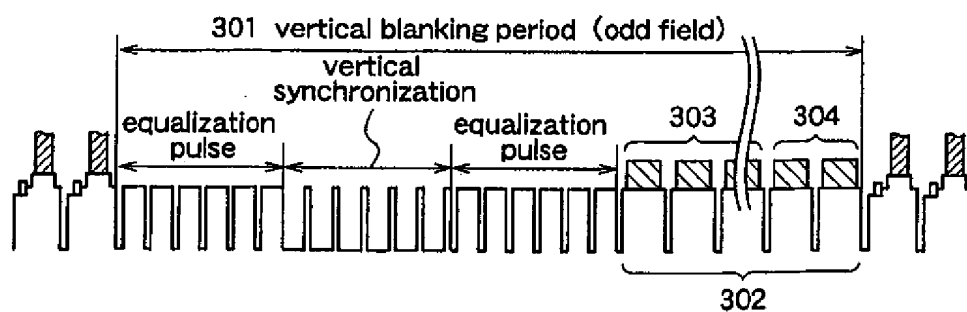 301 vertical blanking period (odd field)
vertical
synchronization
equalization
pulse
equalization
pulse
303
304
302